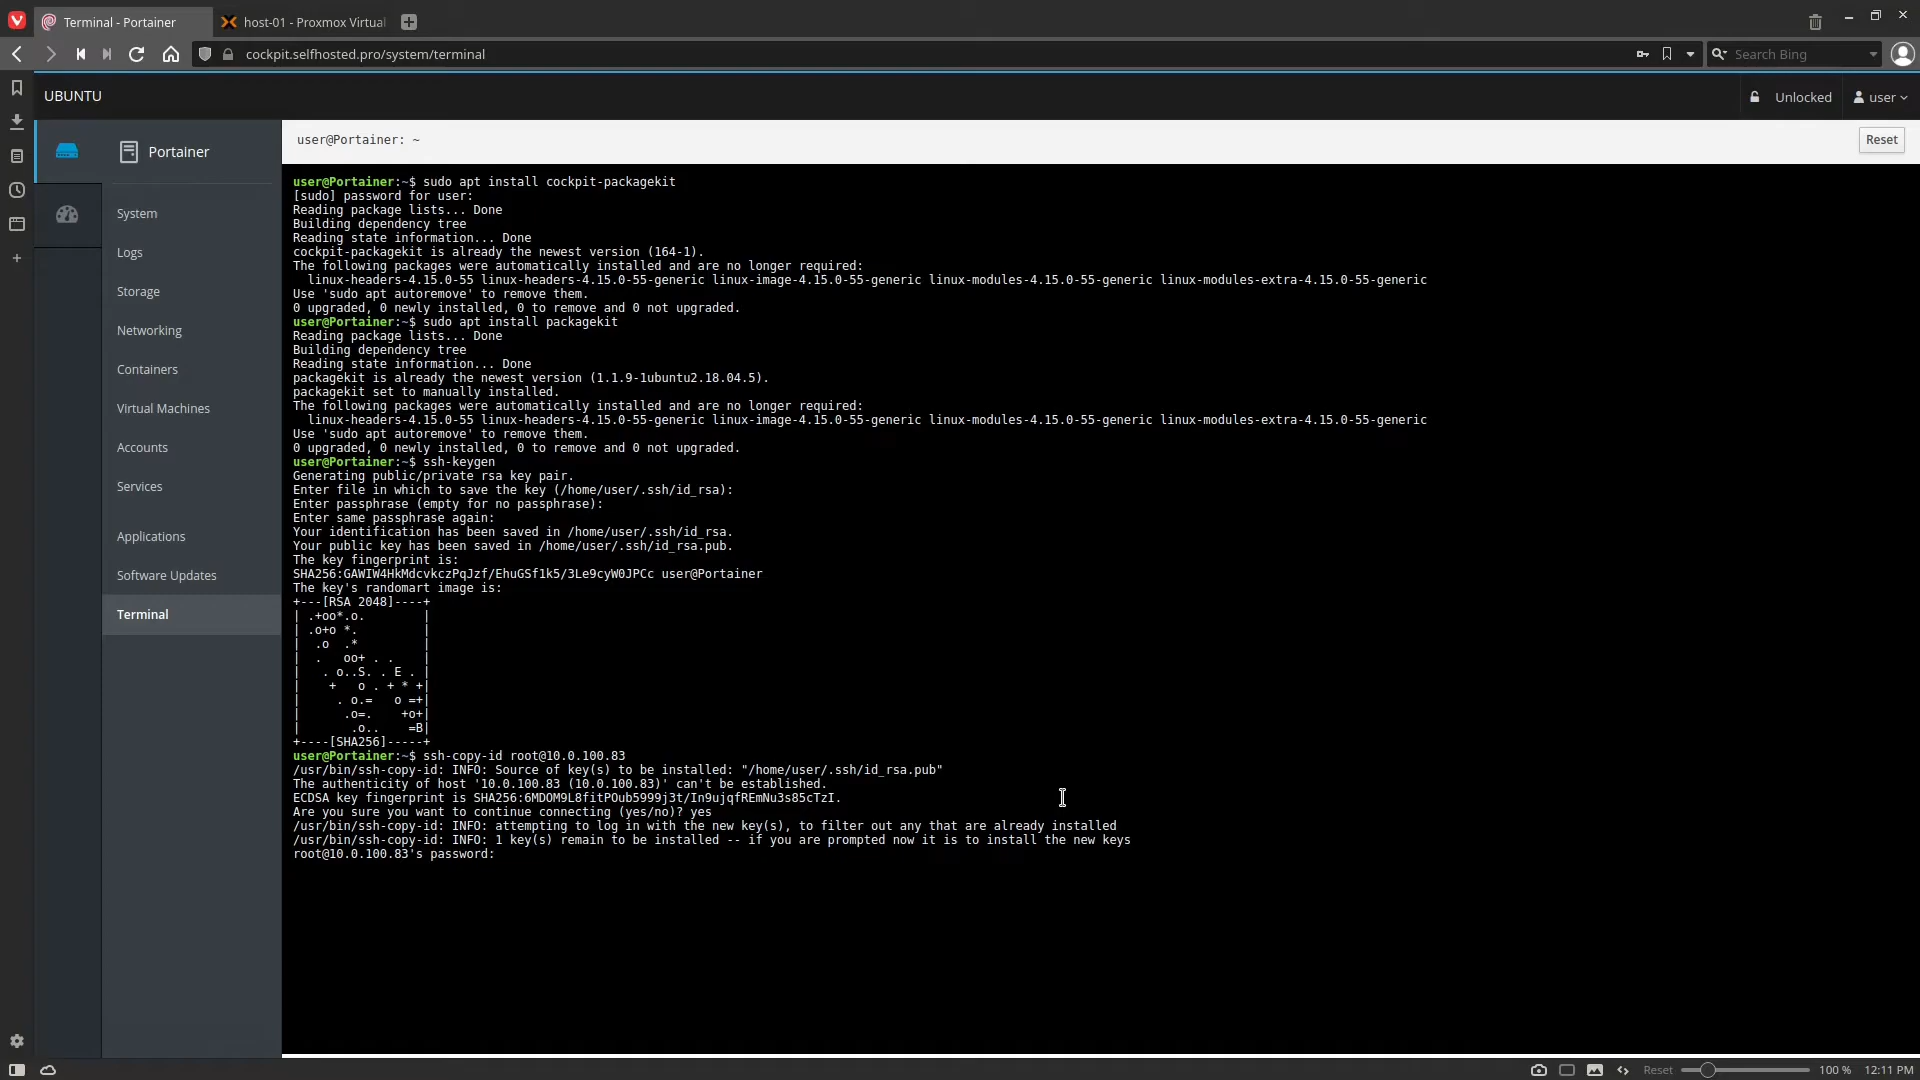 Terminal - Portainer
host-01 - Proxmox Virtual
cockpit.selfhosted.pro/system/terminal
Search Bing
UBUNTU
Unlocked
user
Portainer
System
Logs
Storage
Networking
Containers
Virtual Machines
Accounts
Services
Applications
Software Updates
Terminal
user@Portainer: ~
Reset
user@Portainer:~$ sudo apt install cockpit-packagekit
[sudo] password for user:
Reading package lists... Done
Building dependency tree
Reading state information... Done
cockpit-packagekit is already the newest version (164-1).
The following packages were automatically installed and are no longer required:
  linux-headers-4.15.0-55 linux-headers-4.15.0-55-generic linux-image-4.15.0-55-generic linux-modules-4.15.0-55-generic linux-modules-extra-4.15.0-55-generic
Use 'sudo apt autoremove' to remove them.
0 upgraded, 0 newly installed, 0 to remove and 0 not upgraded.
user@Portainer:~$ sudo apt install packagekit
Reading package lists... Done
Building dependency tree
Reading state information... Done
packagekit is already the newest version (1.1.9-1ubuntu2.18.04.5).
packagekit set to manually installed.
The following packages were automatically installed and are no longer required:
  linux-headers-4.15.0-55 linux-headers-4.15.0-55-generic linux-image-4.15.0-55-generic linux-modules-4.15.0-55-generic linux-modules-extra-4.15.0-55-generic
Use 'sudo apt autoremove' to remove them.
0 upgraded, 0 newly installed, 0 to remove and 0 not upgraded.
user@Portainer:~$ ssh-keygen
Generating public/private rsa key pair.
Enter file in which to save the key (/home/user/.ssh/id_rsa):
Enter passphrase (empty for no passphrase):
Enter same passphrase again:
Your identification has been saved in /home/user/.ssh/id_rsa.
Your public key has been saved in /home/user/.ssh/id_rsa.pub.
The key fingerprint is:
SHA256:GAWIW4HkMdcvkczPqJzf/EhuGSf1k5/3Le9cyW0JPCc user@Portainer
The key's randomart image is:
+---[RSA 2048]----+
| .+oo*.o.        |
| .o+o *.         |
|  .o  .*         |
|  .   oo+ . .    |
|   . o..S. . E . |
|    +   o . + * +|
|     . o.=   o =+|
|      .o=.    +o+|
|       .o..    =B|
+----[SHA256]-----+
user@Portainer:~$ ssh-copy-id root@10.0.100.83
/usr/bin/ssh-copy-id: INFO: Source of key(s) to be installed: "/home/user/.ssh/id_rsa.pub"
The authenticity of host '10.0.100.83 (10.0.100.83)' can't be established.
ECDSA key fingerprint is SHA256:6MDOM9L8fitPOub5999j3t/In9ujqfREmNu3s85cTzI.
Are you sure you want to continue connecting (yes/no)? yes
/usr/bin/ssh-copy-id: INFO: attempting to log in with the new key(s), to filter out any that are already installed
/usr/bin/ssh-copy-id: INFO: 1 key(s) remain to be installed -- if you are prompted now it is to install the new keys
root@10.0.100.83's password:
Reset
100 %
12:11 PM